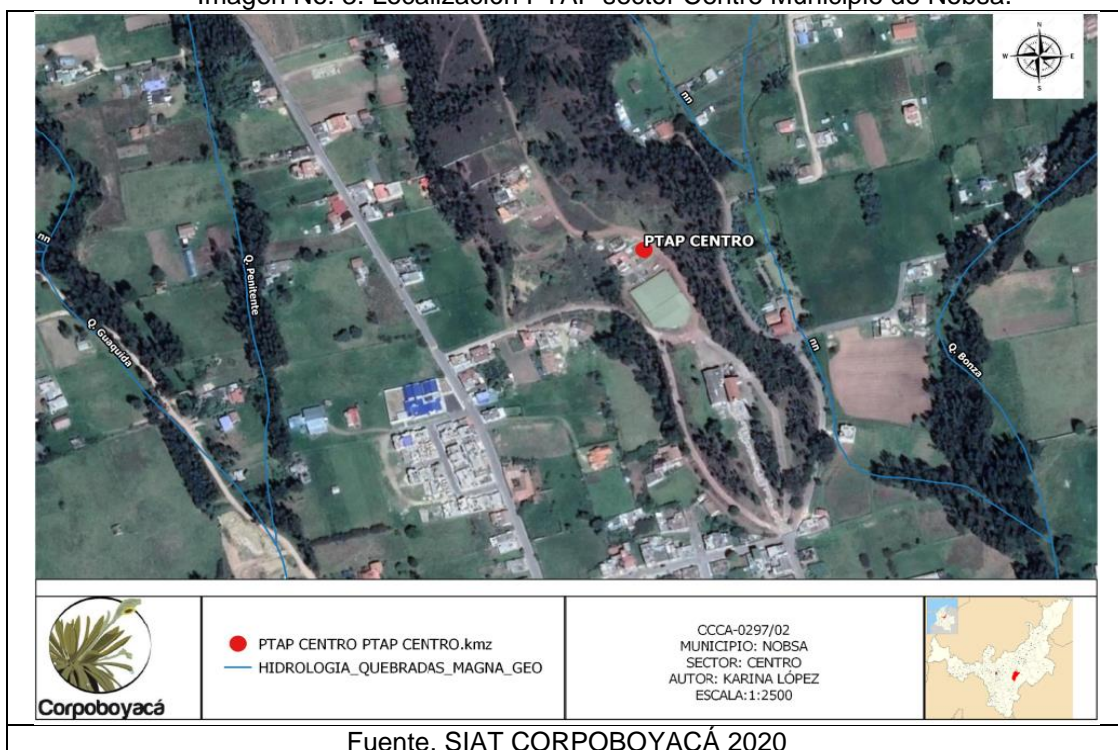 Imagen No. 3. Localización PTAP sector Centro Municipio de Nobsa.
N
W
E
S
nn
PTAP CENTRO
nn
Q. Penitente
Q. Guaquida
nn
Q. Bonza
PTAP CENTRO PTAP CENTRO.kmz
HIDROLOGIA_QUEBRADAS_MAGNA_GEO
CCCA-0297/02
MUNICIPIO: NOBSA
SECTOR: CENTRO
AUTOR: KARINA LÓPEZ
ESCALA:1:2500
Corpoboyacá
Fuente. SIAT CORPOBOYACÁ 2020